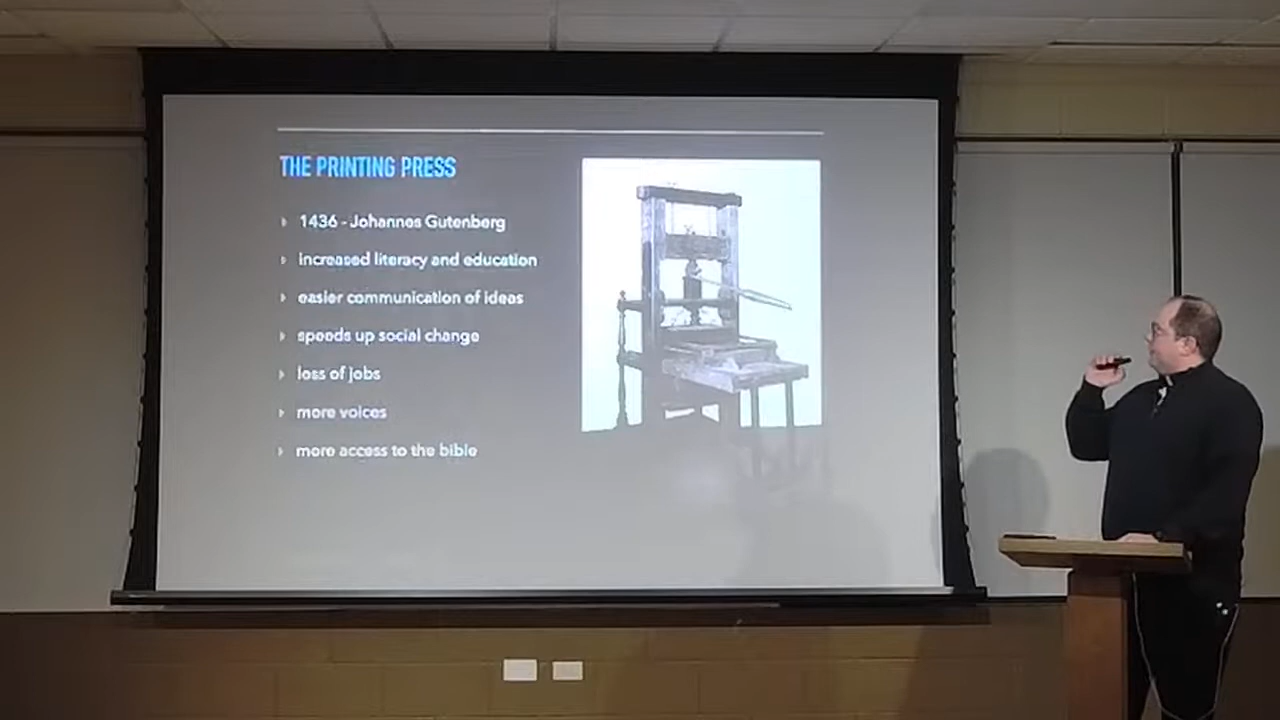 THE PRINTING PRESS
1436 - Johannes Gutenberg
increased literacy and education
easier communication of ideas
speeds up social change
loss of jobs
more voices
more access to the bible